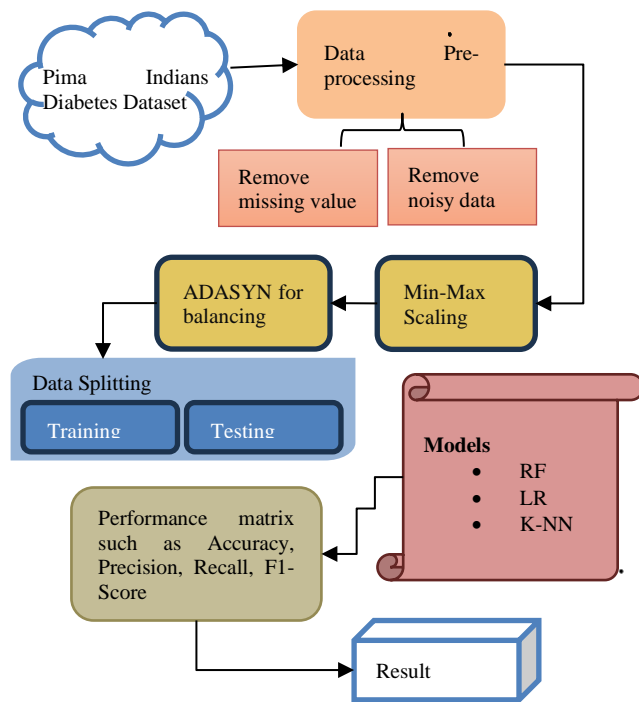 Pima Indians
Diabetes Dataset
Data Pre-
processing
Remove
missing value
Remove
noisy data
ADASYN for
balancing
Min-Max
Scaling
Data Splitting
Training
Testing
Models
• RF
• LR
• K-NN
Performance matrix
such as Accuracy,
Precision, Recall, F1-
Score
Result